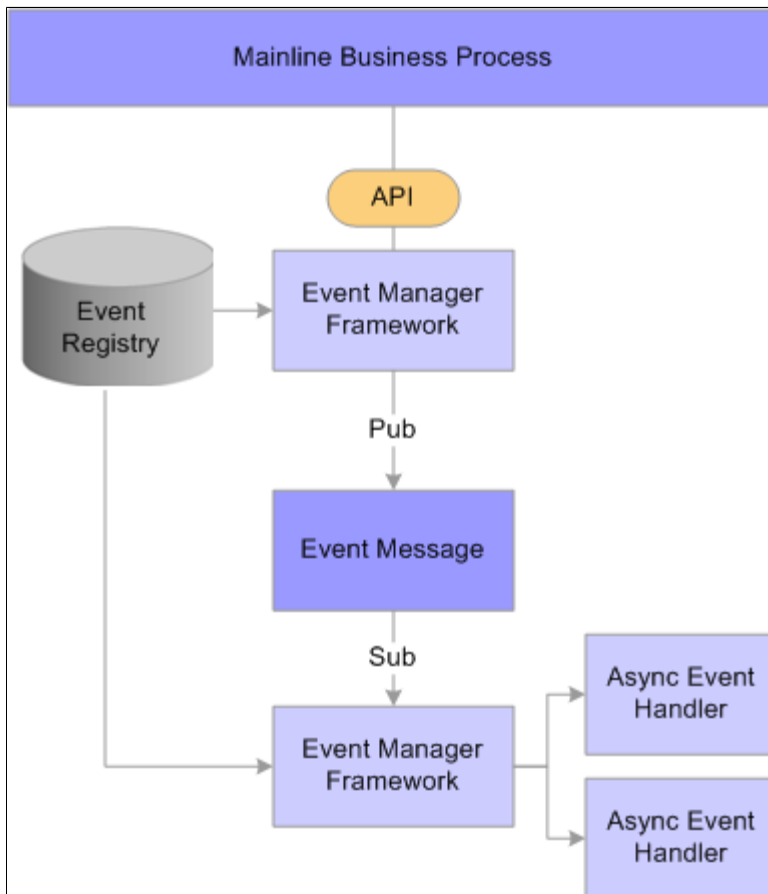 Mainline Business Process
API
Event Manager
Framework
Event
Registry
Pub
Event Message
Sub
Event Manager
Framework
Async Event
Handler
Async Event
Handler